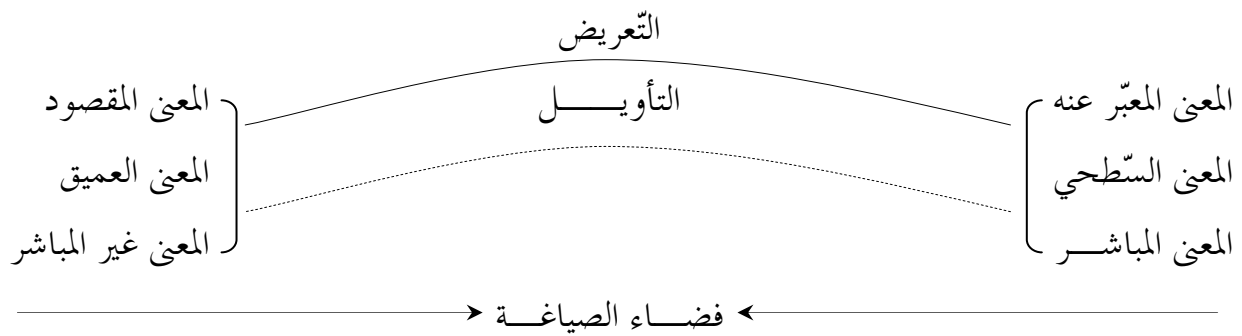 التّعريض
المعنى المعبّر عنه التأويـــــل المعنى المقصود
المعنى السّطحي المعنى العميق
المعنى المباشـــر المعنى غير المباشر
فضـــاء الصياغـــة